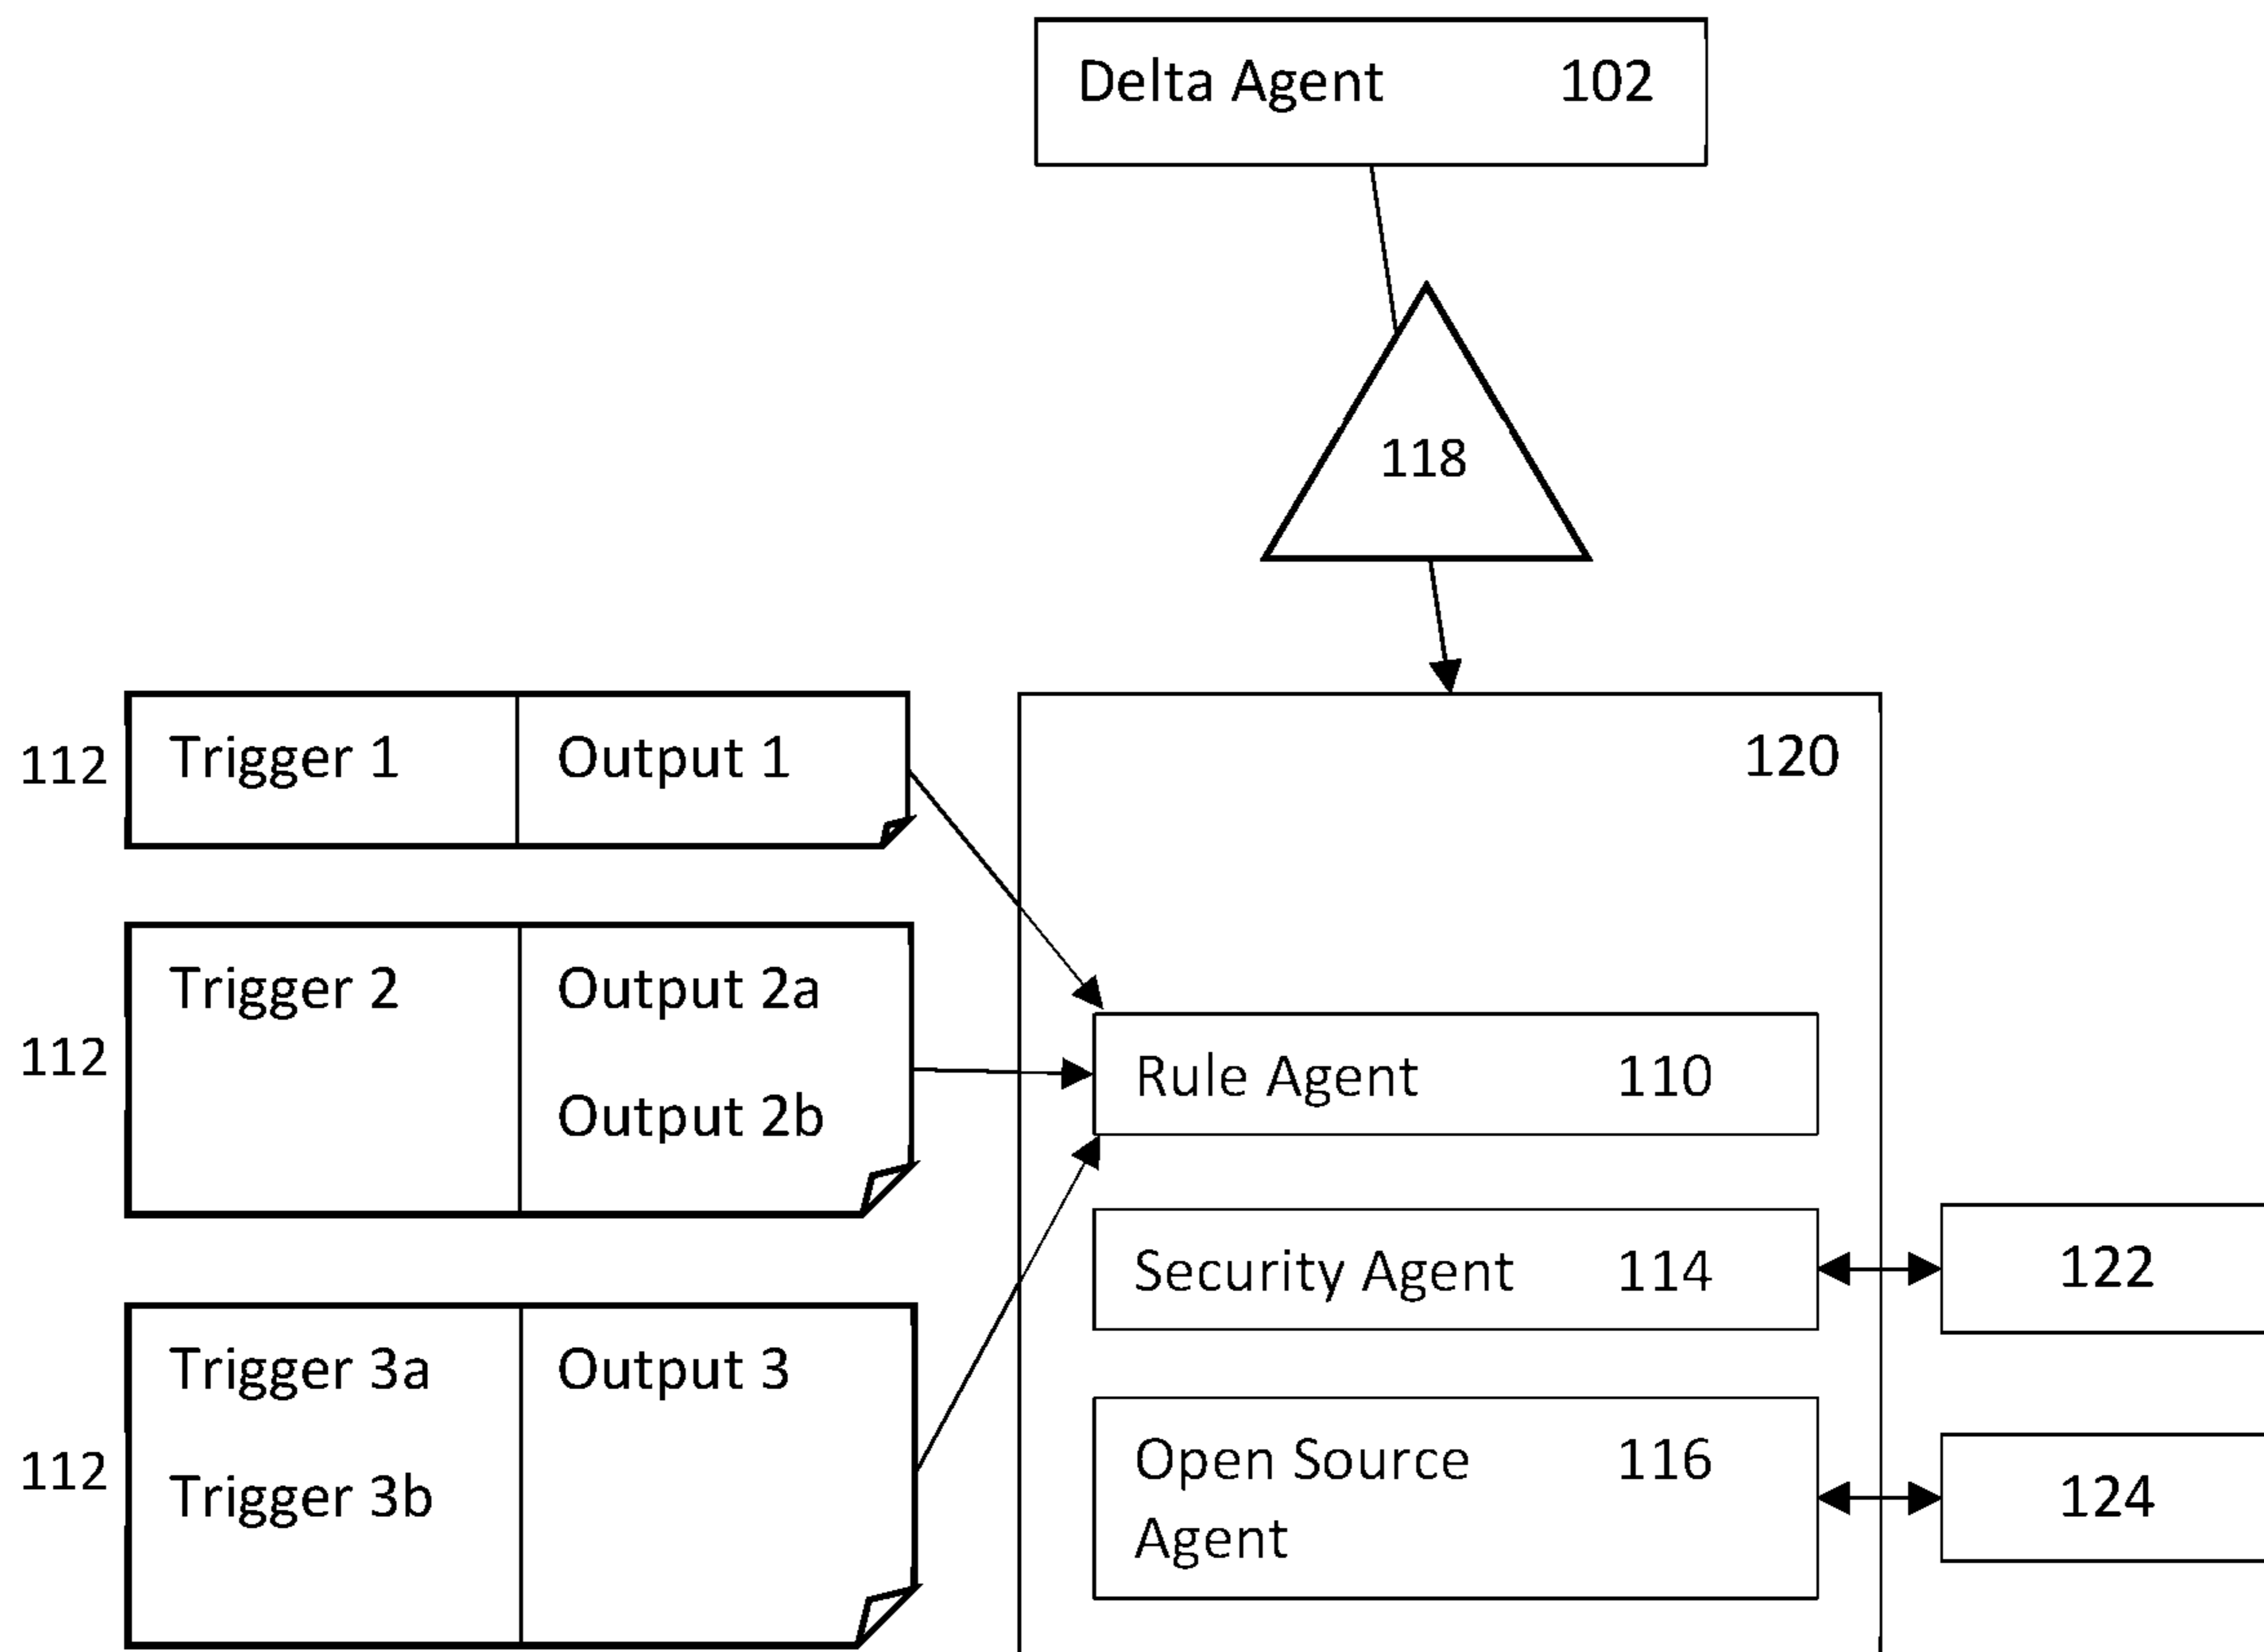 Delta Agent 102
118
120
112 Trigger 1 Output 1
112 Trigger 2 Output 2a
Output 2b
112 Trigger 3a Output 3
Trigger 3b
Rule Agent 110
Security Agent 114
122
Open Source 116
Agent
124